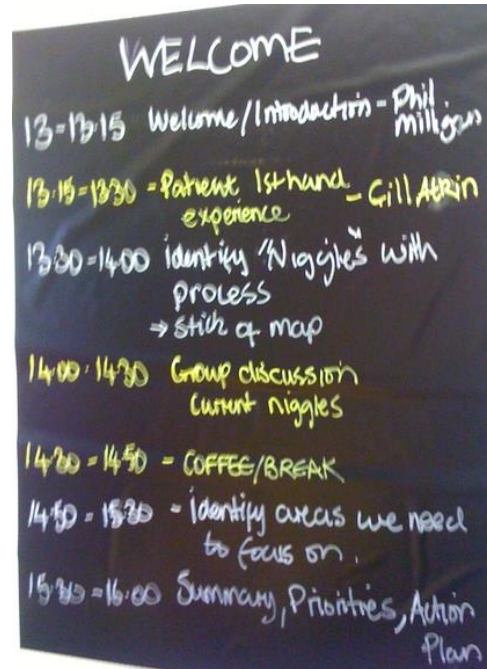 WELCOME
13-13:15 Welcome/Introduction - Phil
milligan
13:15=13:30 = Patient 1st hand - Gill Atkin
experience
13:30=14:00 identify "Niggles" with
process
⇒ stick on map
14:00:14:30 Group discussion
Current niggles
14:30=14:50 = COFFEE/BREAK
14:50=15:30 - identify areas we need
to focus on.
15:30=16:00 Summary, Priorities, Action
Plan